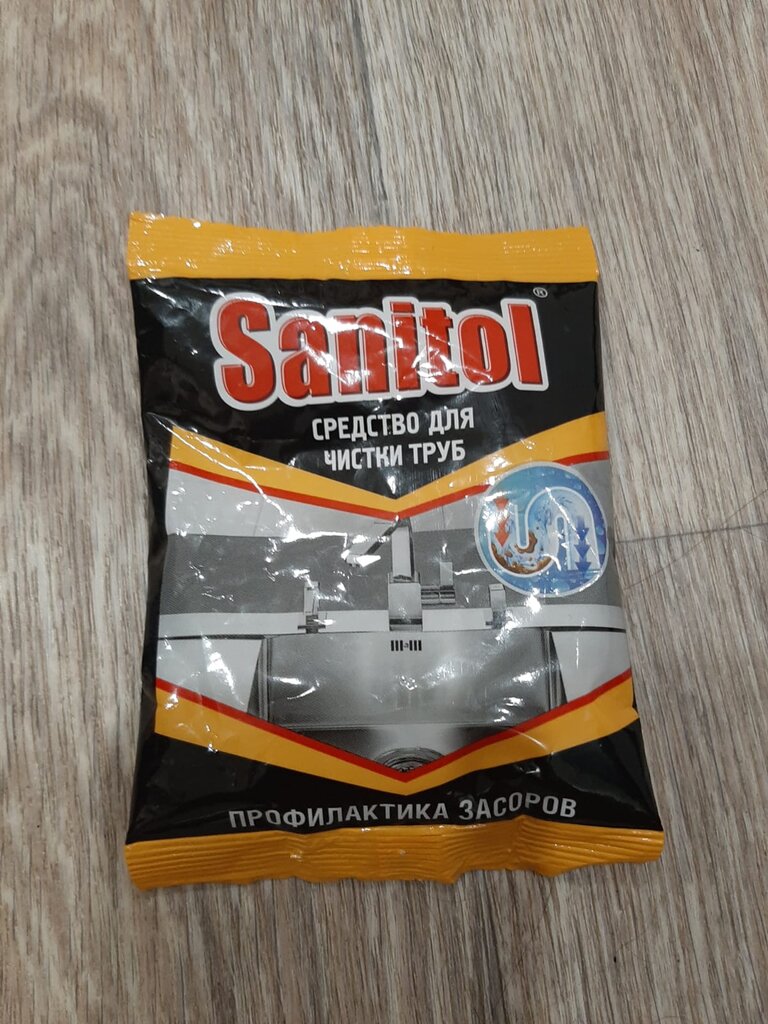 Sanitol®
СРЕДСТВО ДЛЯ
ЧИСТКИ ТРУБ
ПРОФИЛАКТИКА ЗАСОРОВ